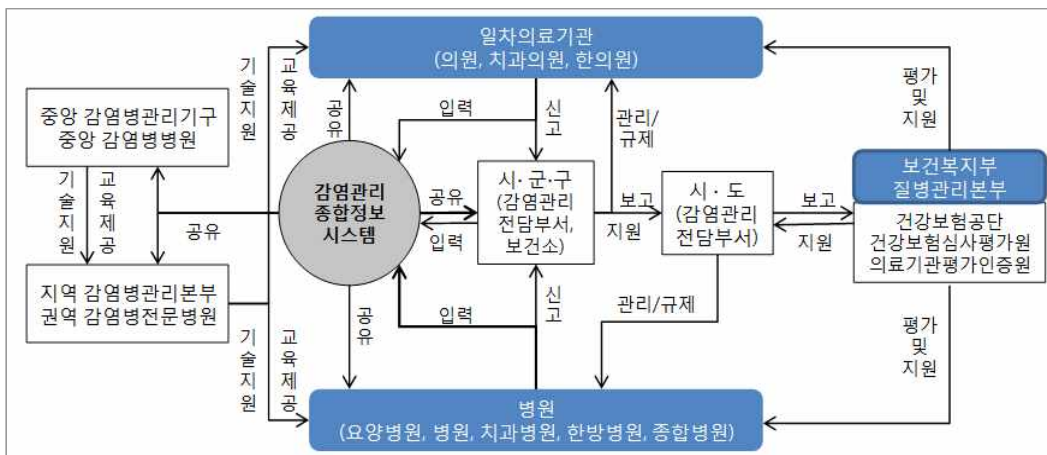 일차의료기관
(의원, 치과의원, 한의원)
기술지원
교육제공
공유
입력
신고
관리/
규제
평가
및
지원
중앙 감염병관리기구
중앙 감염병병원
기술지원
교육제공
공유
감염관리
종합정보
시스템
공유
입력
시·군·구
(감염관리
전담부서,
보건소)
보고
지원
시·도
(감염관리
전담부서)
보고
지원
보건복지부
질병관리본부
건강보험공단
건강보험심사평가원
의료기관평가인증원
지역 감염병관리본부
권역 감염병전문병원
기술지원
교육제공
공유
입력
신고
관리/규제
평가
및
지원
병원
(요양병원, 병원, 치과병원, 한방병원, 종합병원)